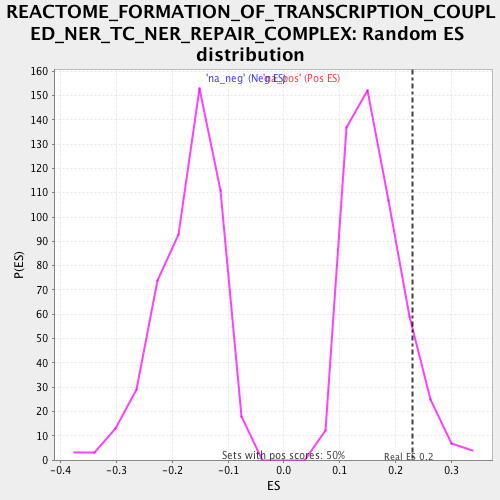 REACTOME_FORMATION_OF_TRANSCRIPTION_COUPL
ED_NER_TC_NER_REPAIR_COMPLEX: Random ES
distribution
'na_neg' (Neg ES)
'na_pos' (Pos ES)
160
150
140
130
120
110
100
90
80
70
60
50
40
30
20
10
0
P(ES)
Sets with pos scores: 50%
Real ES 0.2
-0.4 -0.3 -0.2 -0.1 0.0 0.1 0.2 0.3
ES